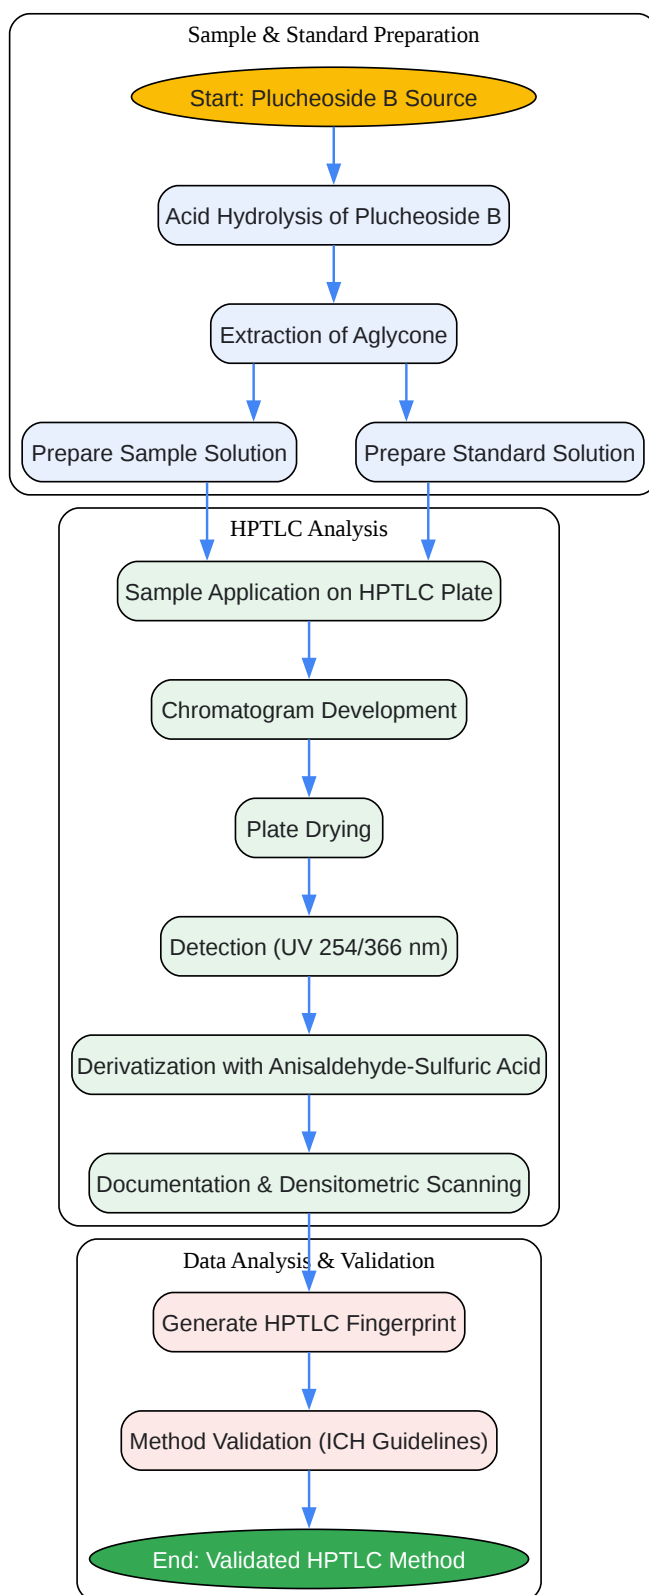 Sample & Standard Preparation
Start: Plucheoside B Source
Acid Hydrolysis of Plucheoside B
Extraction of Aglycone
Prepare Sample Solution
Prepare Standard Solution
HPTLC Analysis
Sample Application on HPTLC Plate
Chromatogram Development
Plate Drying
Detection (UV 254/366 nm)
Derivatization with Anisaldehyde-Sulfuric Acid
Documentation & Densitometric Scanning
Data Analysis & Validation
Generate HPTLC Fingerprint
Method Validation (ICH Guidelines)
End: Validated HPTLC Method